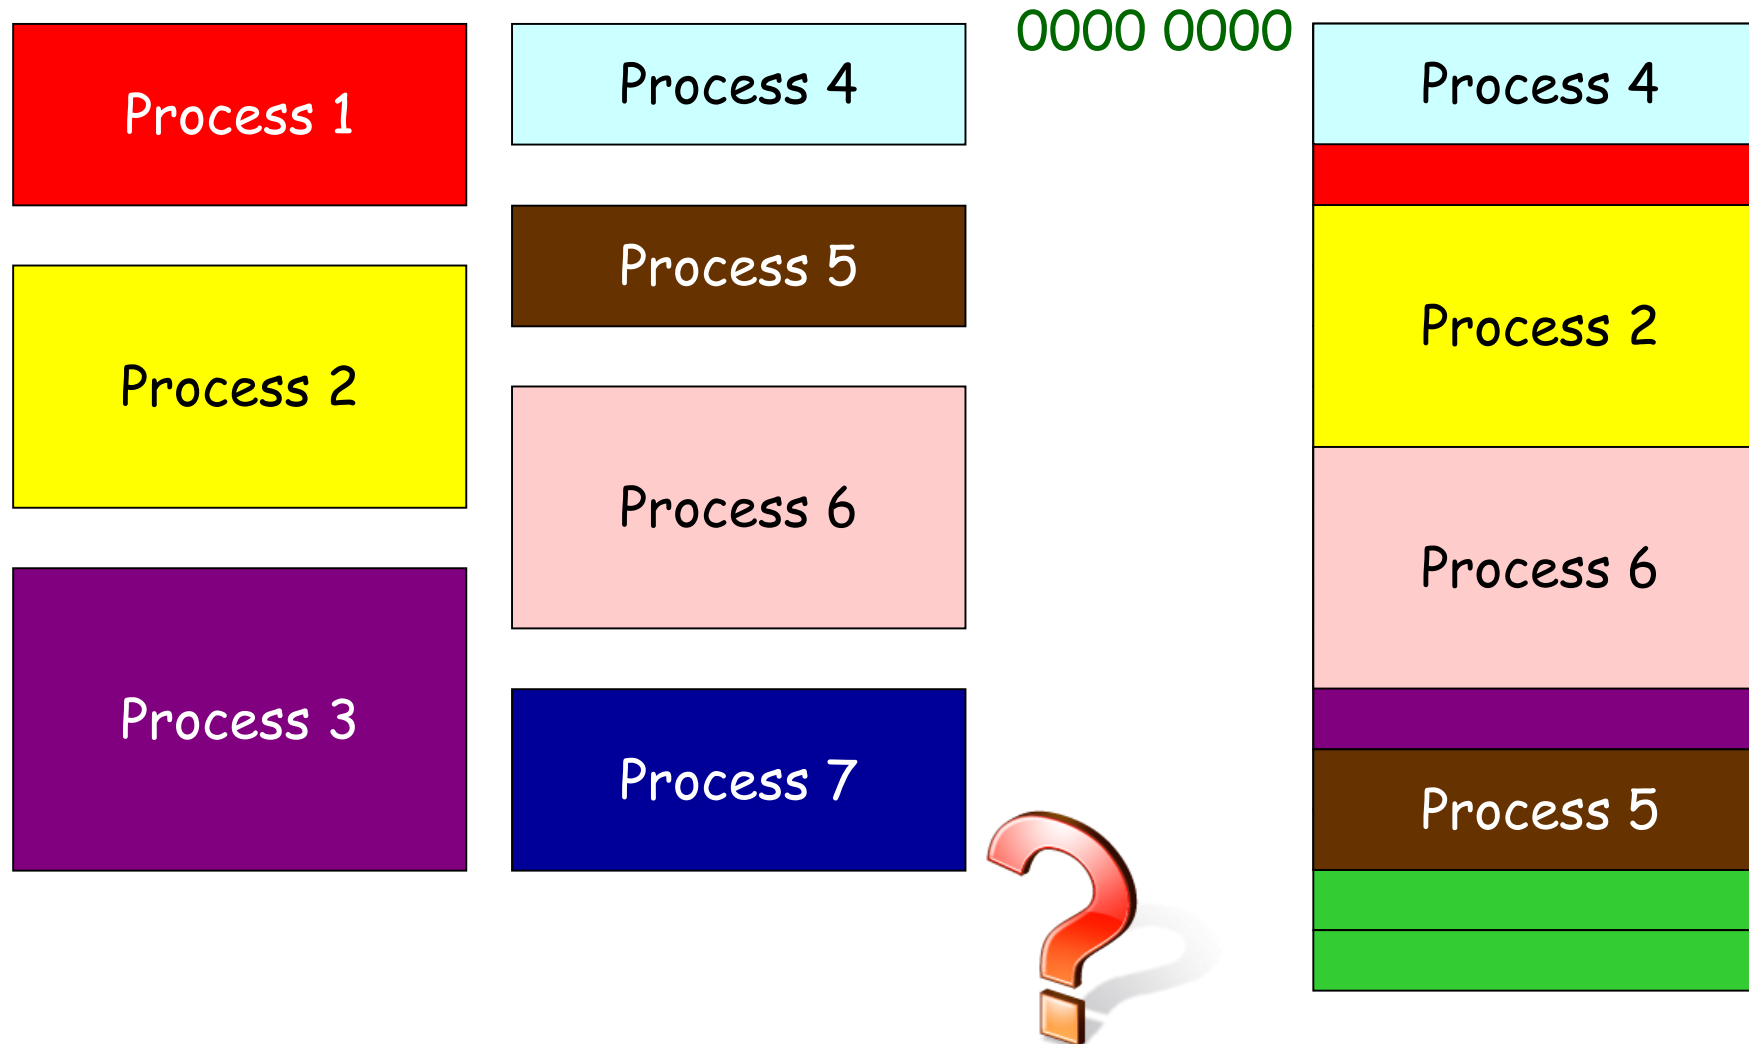 Process 1
Process 2
Process 3
Process 4
Process 5
Process 6
Process 7
0000 0000
Process 4
Process 2
Process 6
Process 5